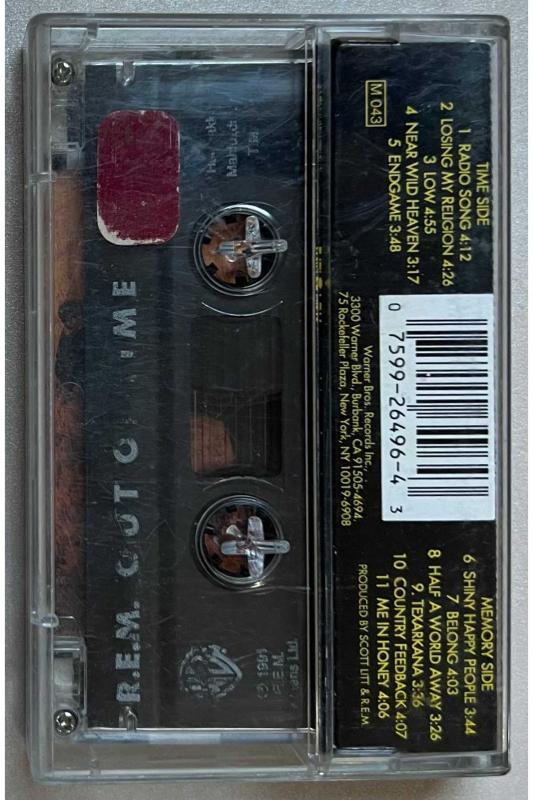 TIME SIDE
1 RADIO SONG 4:12
2 LOSING MY RELIGION 4:26
3 LOW 4:55
4 NEAR WILD HEAVEN 3:17
5 ENDGAME 3:48
M 043
0 7599-26496-4 3
Warner Bros. Records Inc.,
3300 Warner Blvd., Burbank, CA 91505-4694.
75 Rockefeller Plaza, New York, NY 10019-6908
MEMORY SIDE
6 SHINY HAPPY PEOPLE 3:44
7 BELONG 4:03
8 HALF A WORLD AWAY 3:26
9. TEXARKANA 3:36
10 COUNTRY FEEDBACK 4:07
11 ME IN HONEY 4:06
PRODUCED BY SCOTT LITT & R.E.M.
R.E.M. OUT O ME
R.E.M.
1991